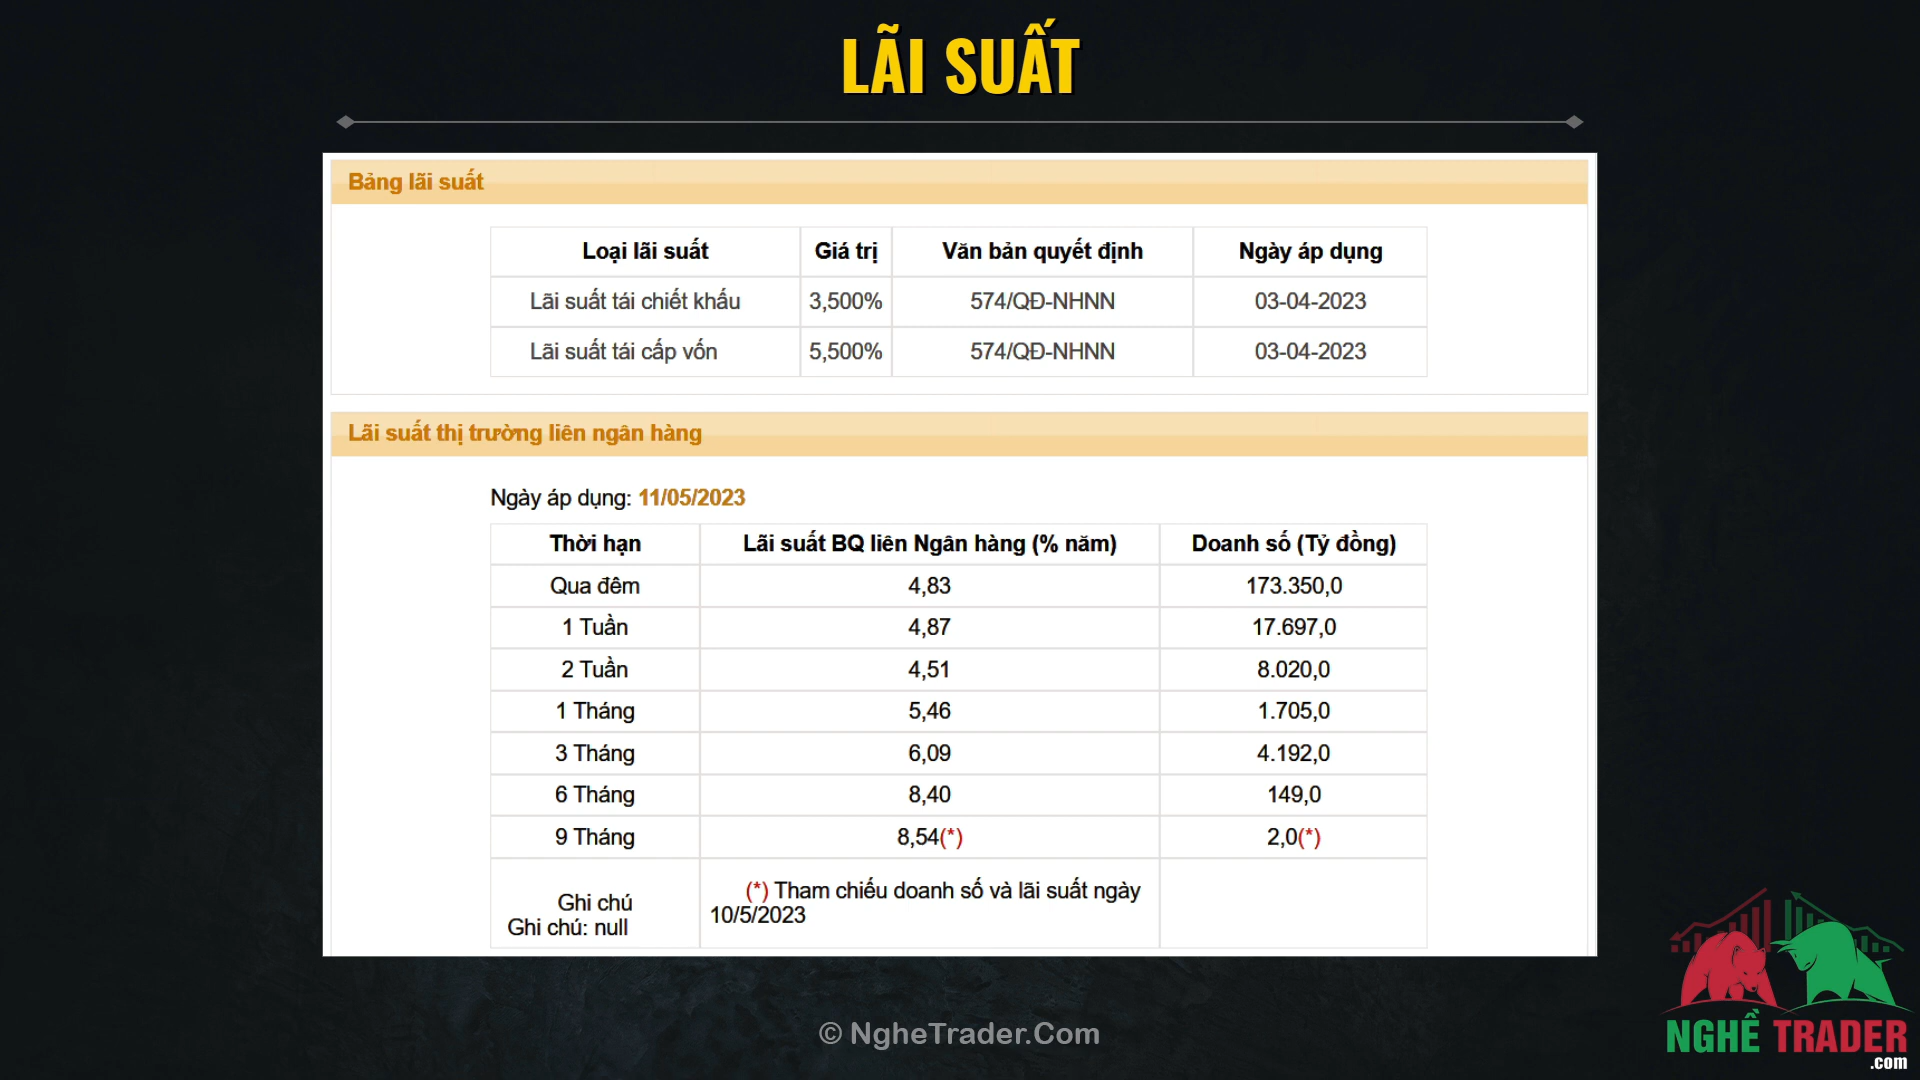 LÃI SUẤT
Bảng lãi suất
Loại lãi suất Giá trị Văn bản quyết định Ngày áp dụng
Lãi suất tái chiết khấu 3,500% 574/QĐ-NHNN 03-04-2023
Lãi suất tái cấp vốn 5,500% 574/QĐ-NHNN 03-04-2023
Lãi suất thị trường liên ngân hàng
Ngày áp dụng: 11/05/2023
Thời hạn Lãi suất BQ liên Ngân hàng (% năm) Doanh số (Tỷ đồng)
Qua đêm 4,83 173.350,0
1 Tuần 4,87 17.697,0
2 Tuần 4,51 8.020,0
1 Tháng 5,46 1.705,0
3 Tháng 6,09 4.192,0
6 Tháng 8,40 149,0
9 Tháng 8,54(*) 2,0(*)
Ghi chú
Ghi chú: null
(*) Tham chiếu doanh số và lãi suất ngày
10/5/2023
© NgheTrader.Com
NGHỀ TRADER
.com